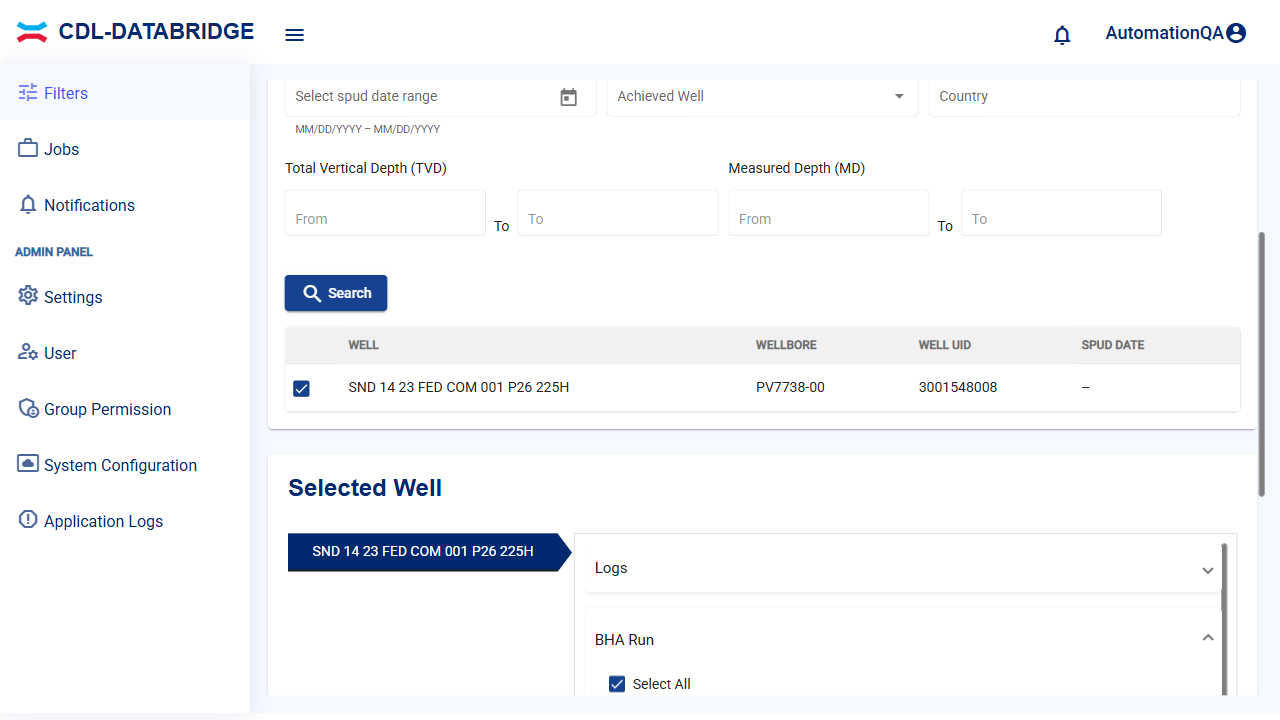 CDL-DATABRIDGE
AutomationQA
Filters
Jobs
Notifications
ADMIN PANEL
Settings
User
Group Permission
System Configuration
Application Logs
Select spud date range
Achieved Well
Country
MM/DD/YYYY – MM/DD/YYYY
Total Vertical Depth (TVD)
Measured Depth (MD)
From
To
To
From
To
To
Search
WELL WELLBORE WELL UID SPUD DATE
SND 14 23 FED COM 001 P26 225H PV7738-00 3001548008 --
Selected Well
SND 14 23 FED COM 001 P26 225H
Logs
BHA Run
Select All